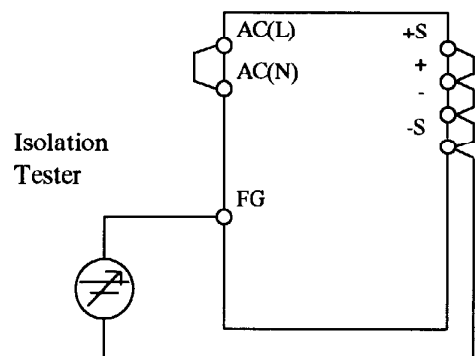 AC(L)
AC(N)
+S
+
-
-S
Isolation
Tester
FG